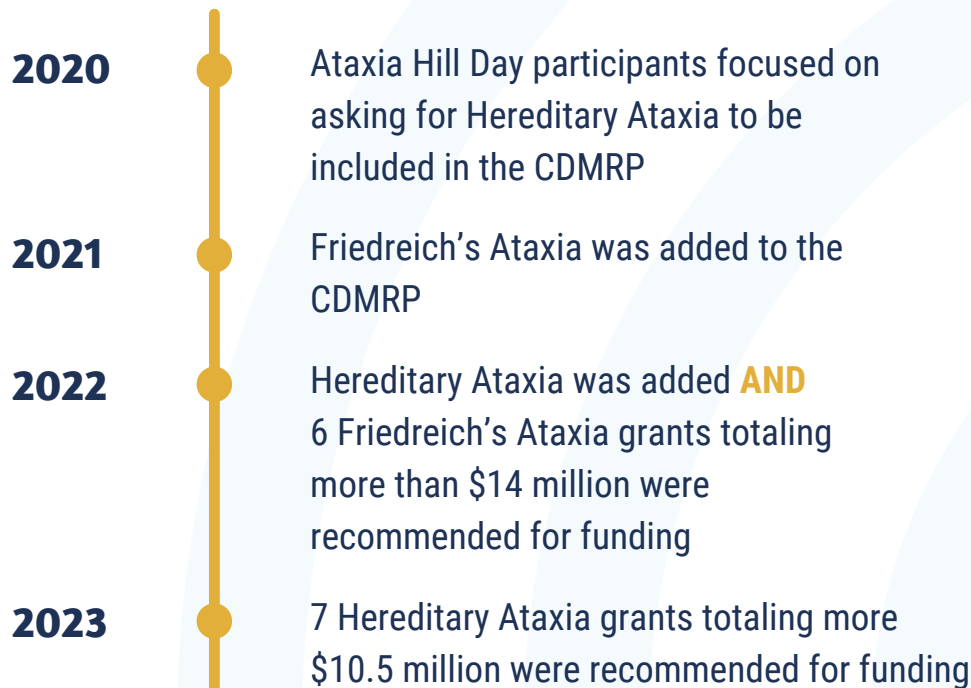 2020
Ataxia Hill Day participants focused on
asking for Hereditary Ataxia to be
included in the CDMRP
2021
Friedreich’s Ataxia was added to the
CDMRP
2022
Hereditary Ataxia was added AND
6 Friedreich’s Ataxia grants totaling
more than $14 million were
recommended for funding
2023
7 Hereditary Ataxia grants totaling more
$10.5 million were recommended for funding